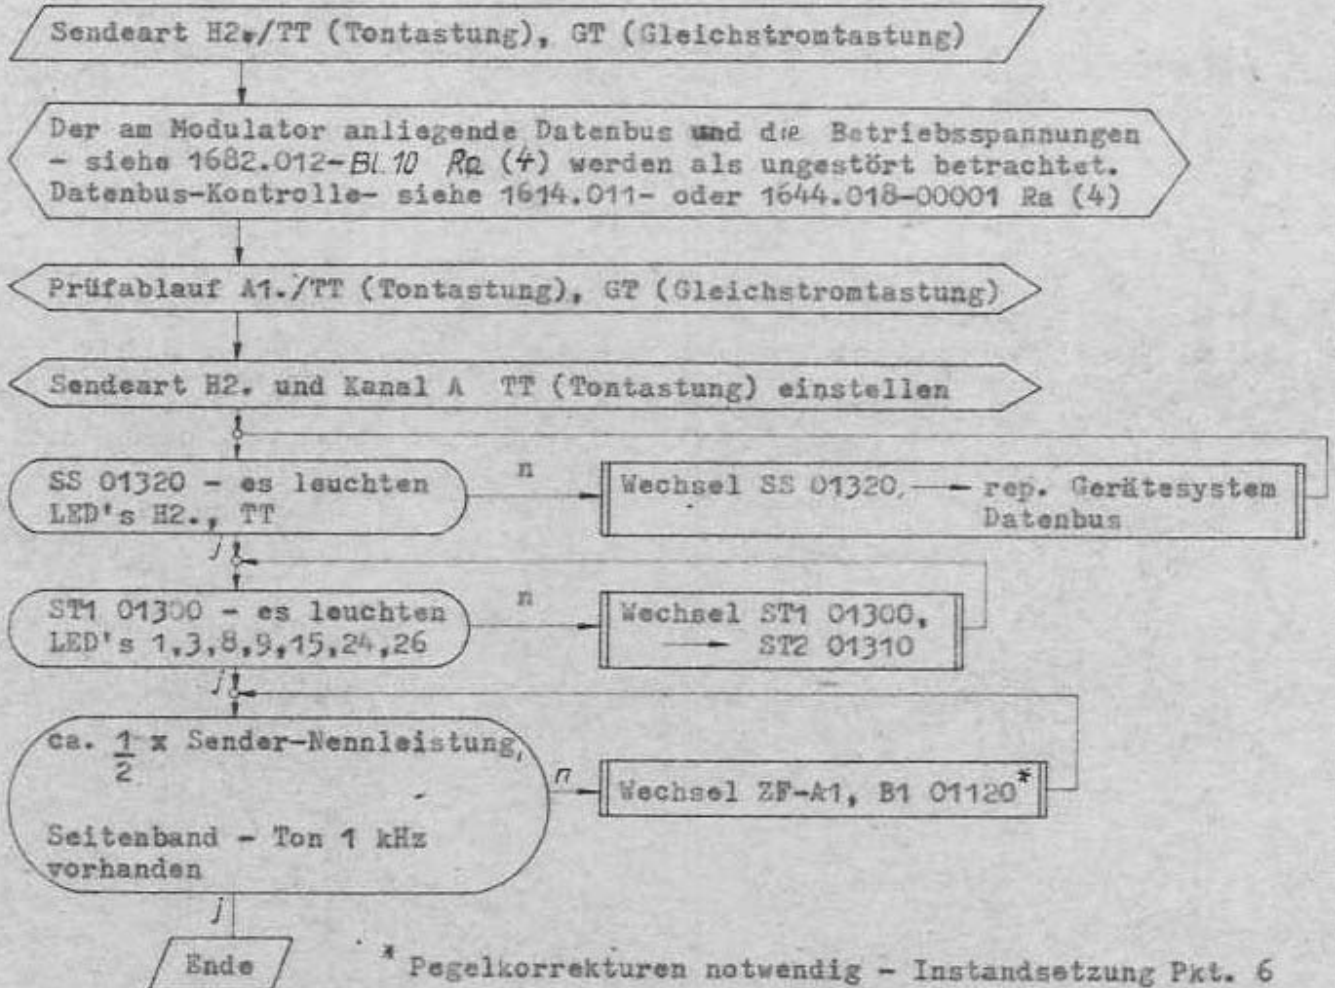 Sendeart H2./TT (Tontastung), GT (Gleichstromtastung)
Der am Modulator anliegende Datenbus und die Betriebsspannungen
- siehe 1682.012-Bl.10 Ra (4) werden als ungestört betrachtet.
Datenbus-Kontrolle- siehe 1614.011- oder 1644.018-00001 Ra (4)
Prüfablauf A1./TT (Tontastung), GT (Gleichstromtastung)
Sendeart H2. und Kanal A TT (Tontastung) einstellen
SS 01320 - es leuchten
LED's H2., TT
n
Wechsel SS 01320, → rep. Gerätesystem
Datenbus
j
ST1 01300 - es leuchten
LED's 1,3,8,9,15,24,26
n
Wechsel ST1 01300,
→ ST2 01310
j
ca. 1/2 x Sender-Nennleistung,
Seitenband - Ton 1 kHz
vorhanden
n
Wechsel ZF-A1, B1 01120*
j
Ende
* Pegelkorrekturen notwendig - Instandsetzung Pkt. 6